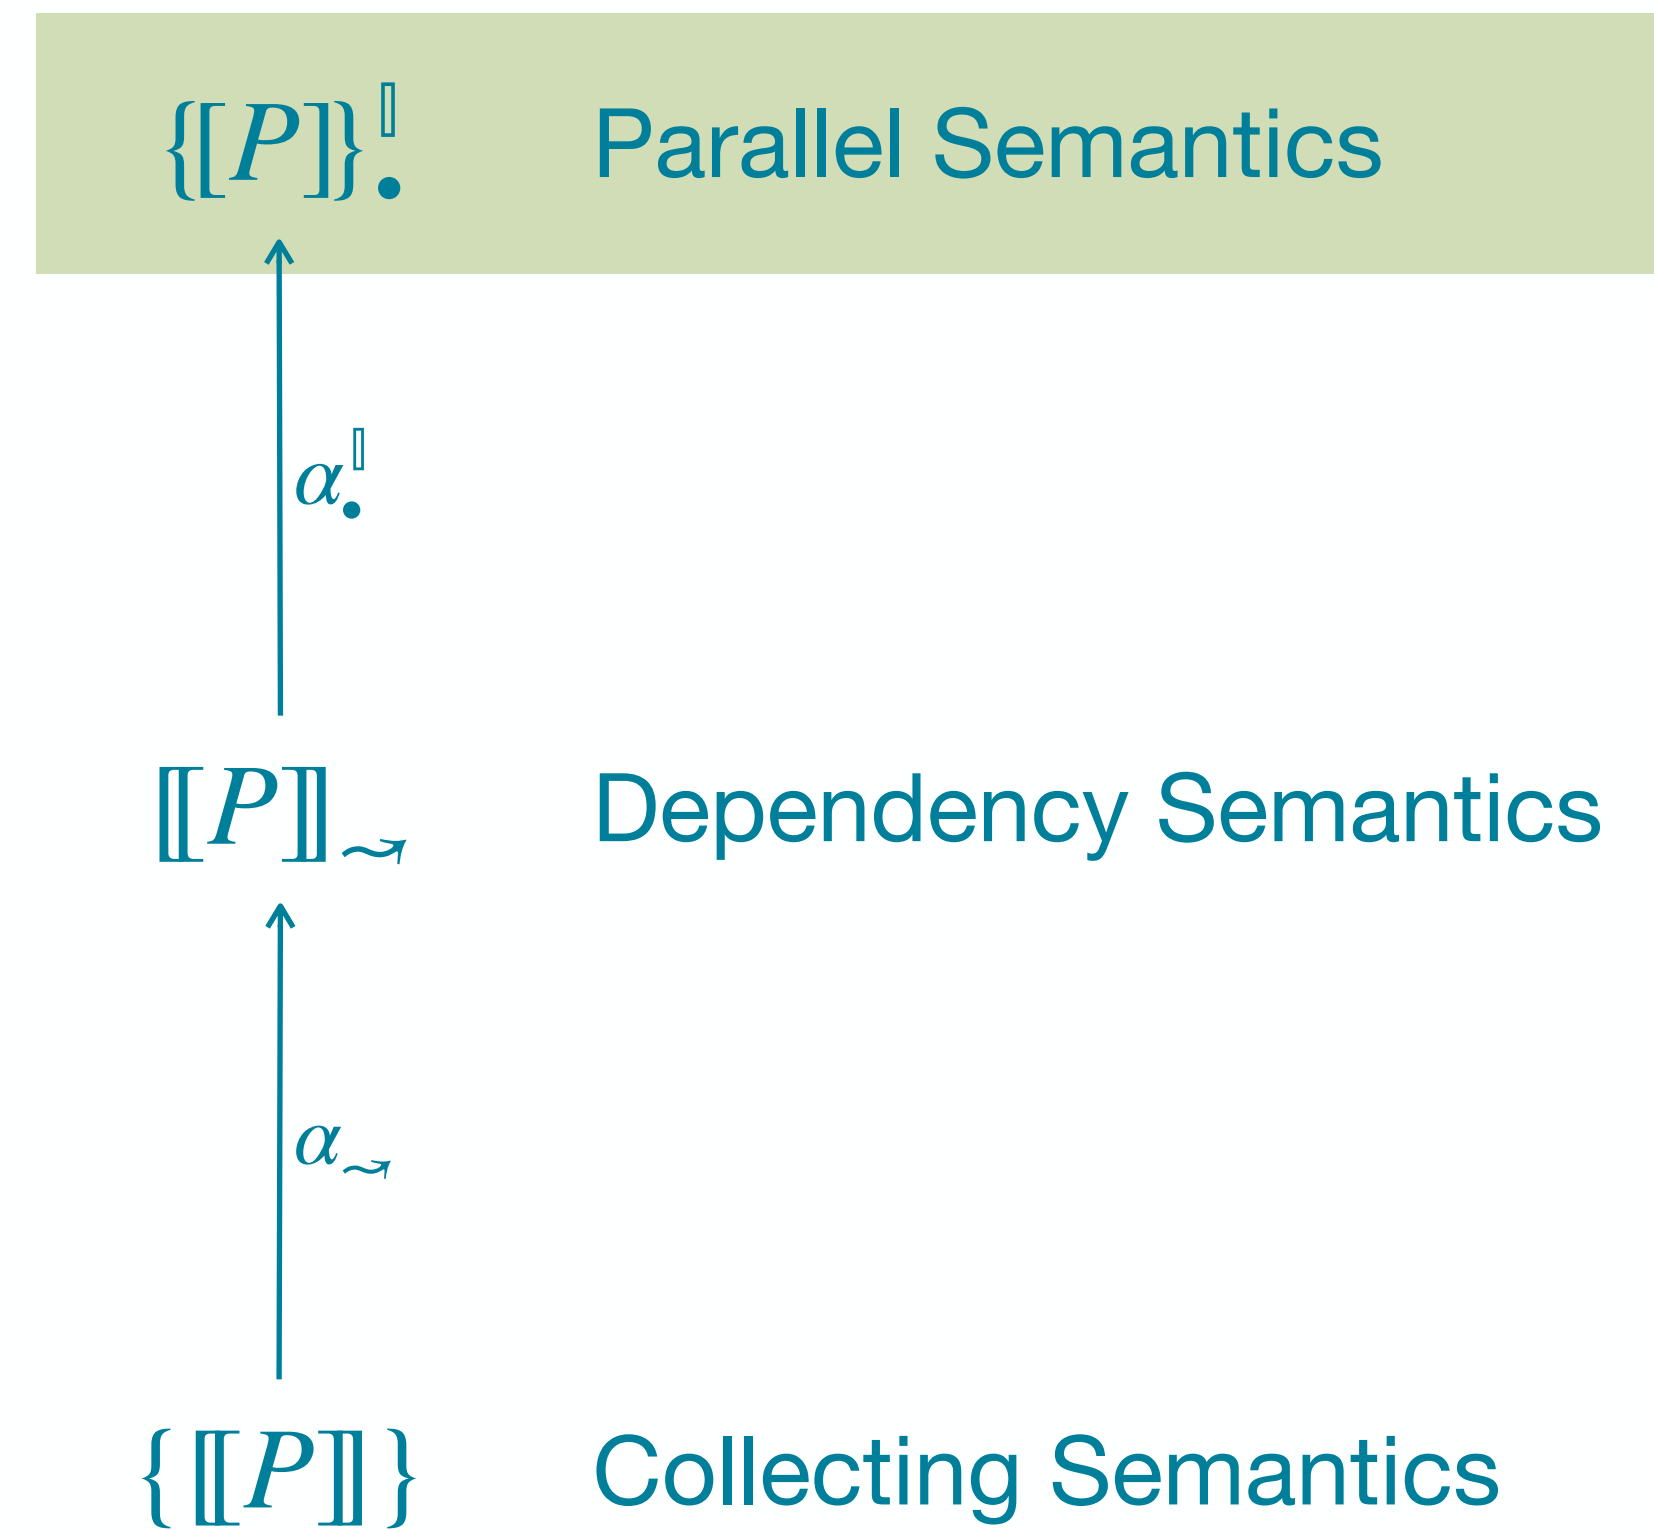 {[P]}•▯ Parallel Semantics
α•▯
⟦P⟧⤳ Dependency Semantics
α⤳
{⟦P⟧} Collecting Semantics